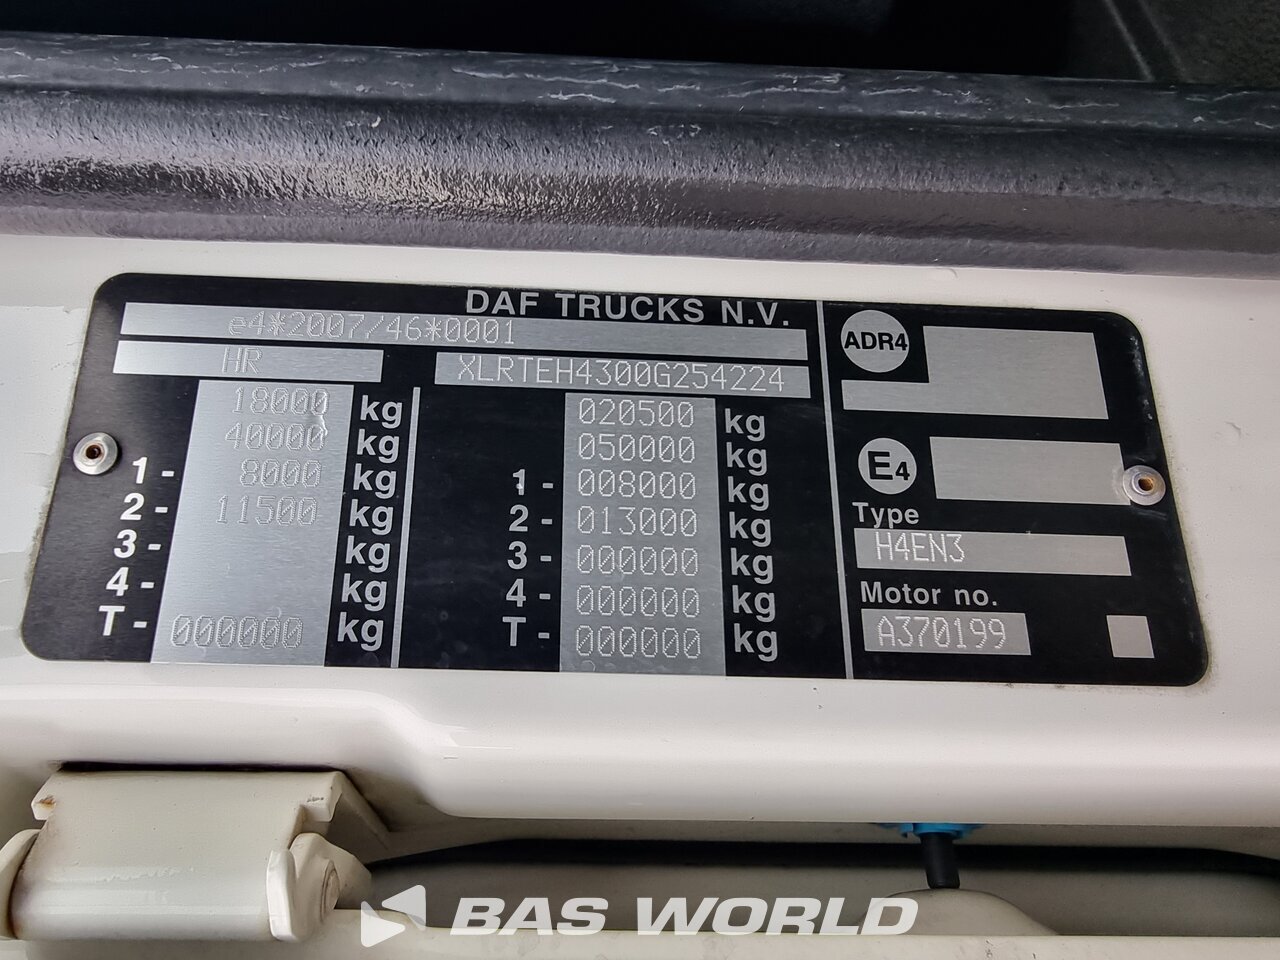 DAF TRUCKS N.V.
e4*2007/46*0001
HR
XLRTEH4300G254224
18000 kg
40000 kg
1- 8000 kg
2- 11500 kg
3- kg
4- kg
T- 000000 kg
020500 kg
050000 kg
1- 008000 kg
2- 013000 kg
3- 000000 kg
4- 000000 kg
T- 000000 kg
ADR4
E4
Type
H4EN3
Motor no.
A370199
BAS WORLD